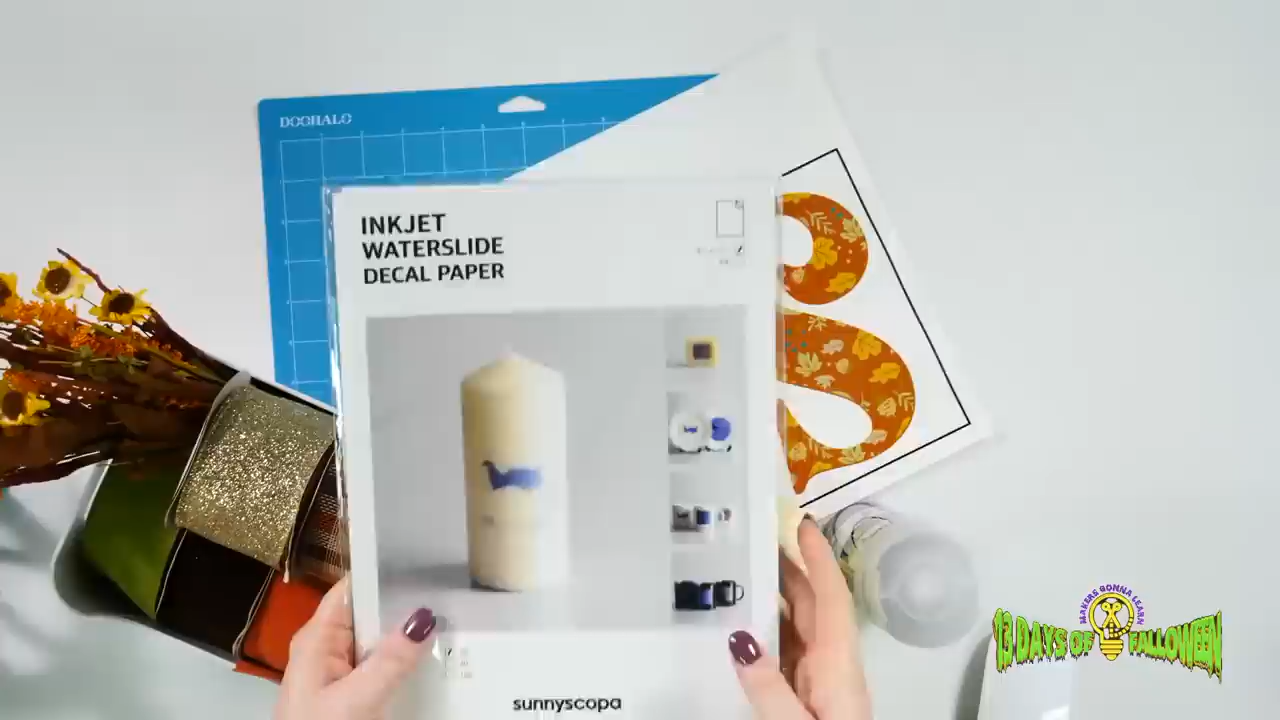 DOOHALO
INKJET
WATERSLIDE
DECAL PAPER
sunnyscopa
MAKERS GONNA LEARN
13 DAYS OF FALLOWEEN